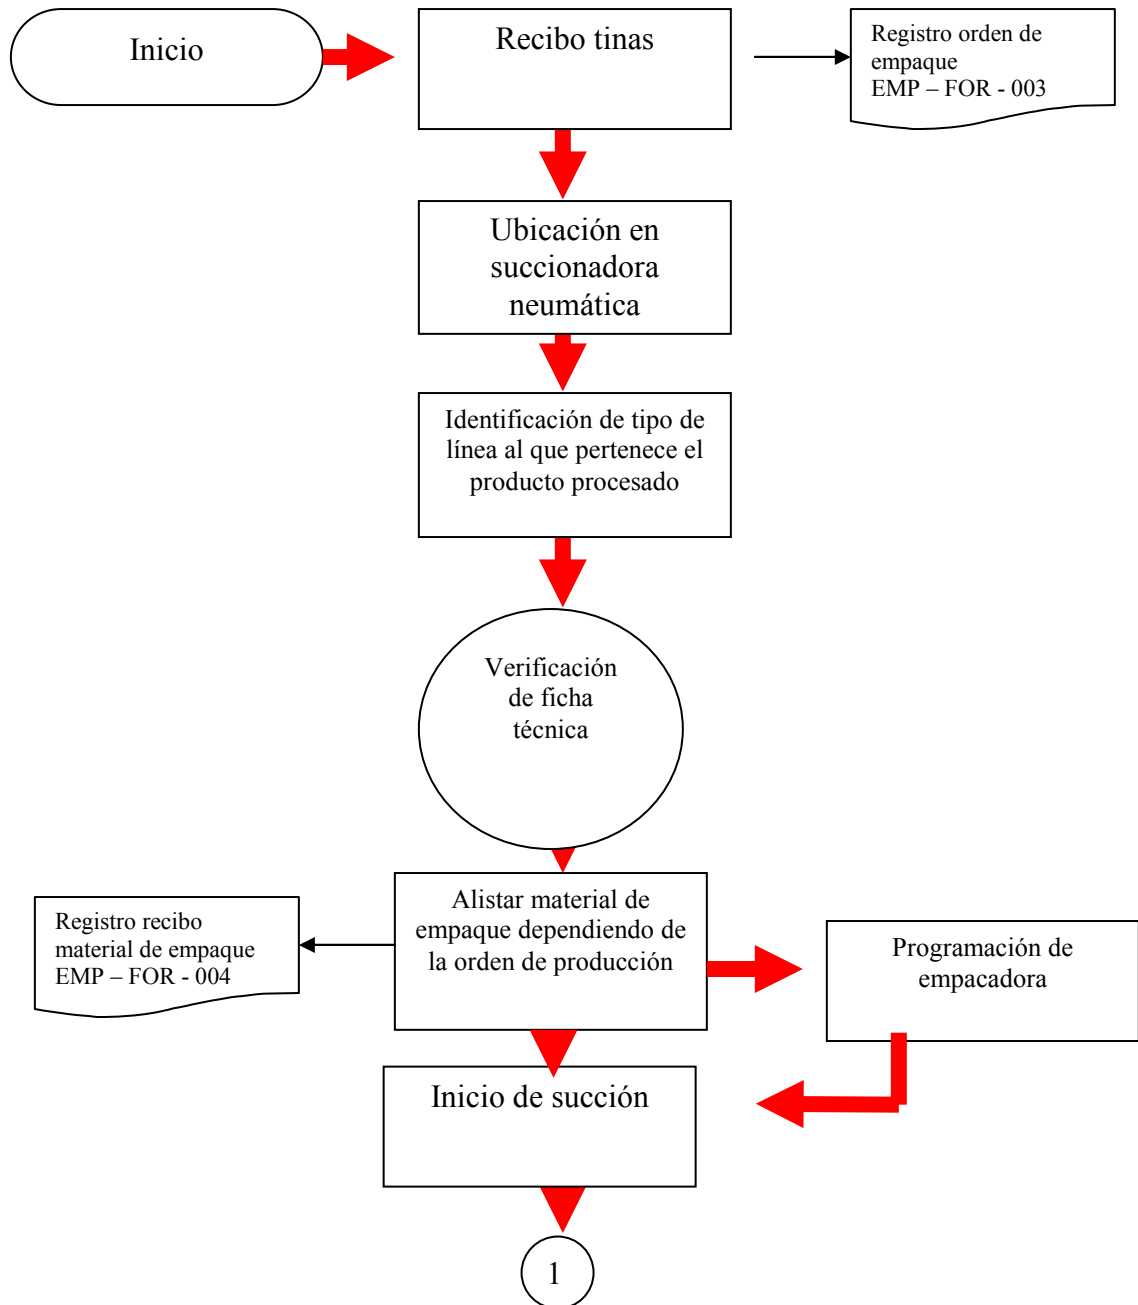 Inicio
Recibo tinas
Registro orden de
empaque
EMP – FOR - 003
Ubicación en
succionadora
neumática
Identificación de tipo de
línea al que pertenece el
producto procesado
Verificación
de ficha
técnica
Alistar material de
empaque dependiendo de
la orden de producción
Registro recibo
material de empaque
EMP – FOR - 004
Programación de
empacadora
Inicio de succión
1